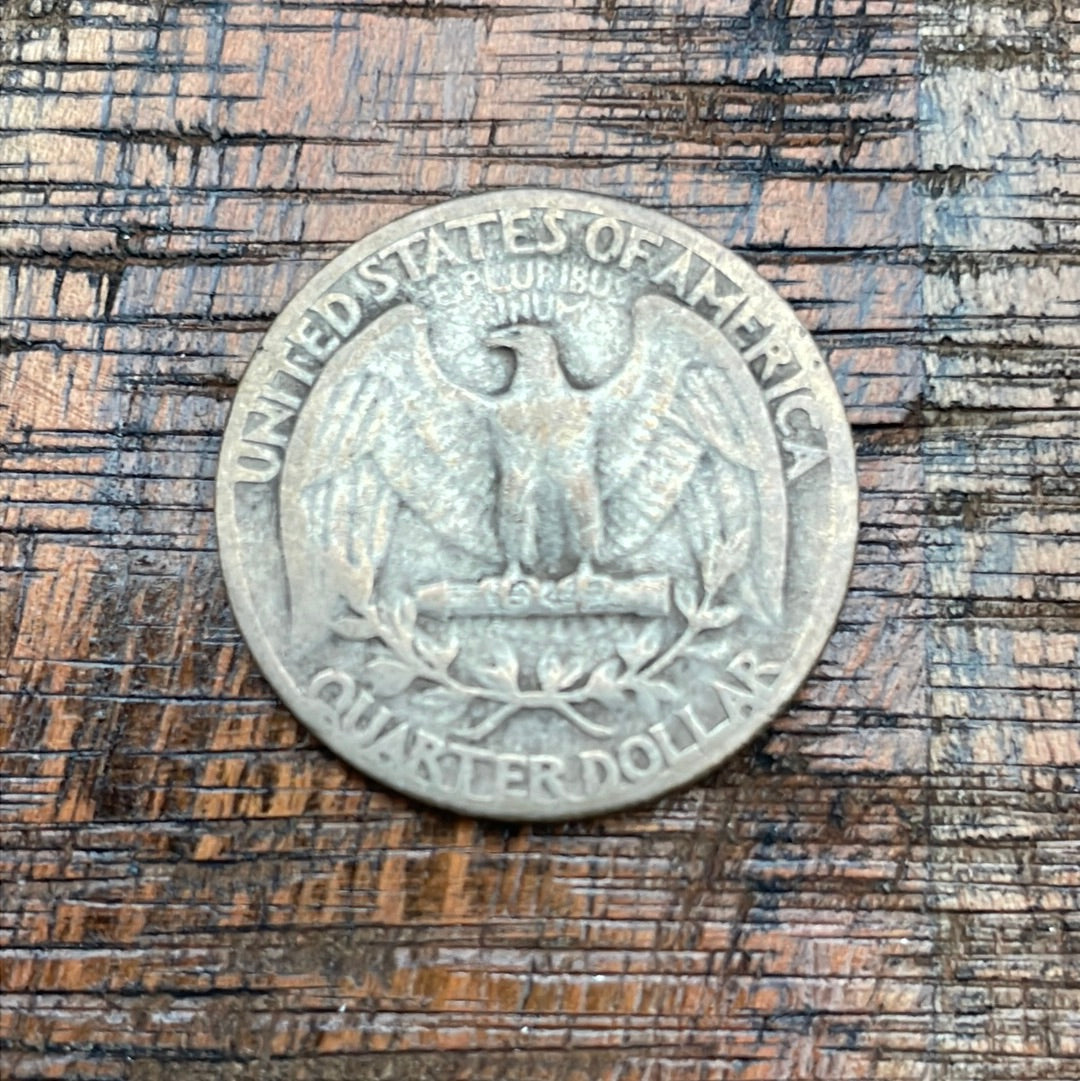 UNITED STATES OF AMERICA
E PLURIBUS
UNUM
QUARTER DOLLAR